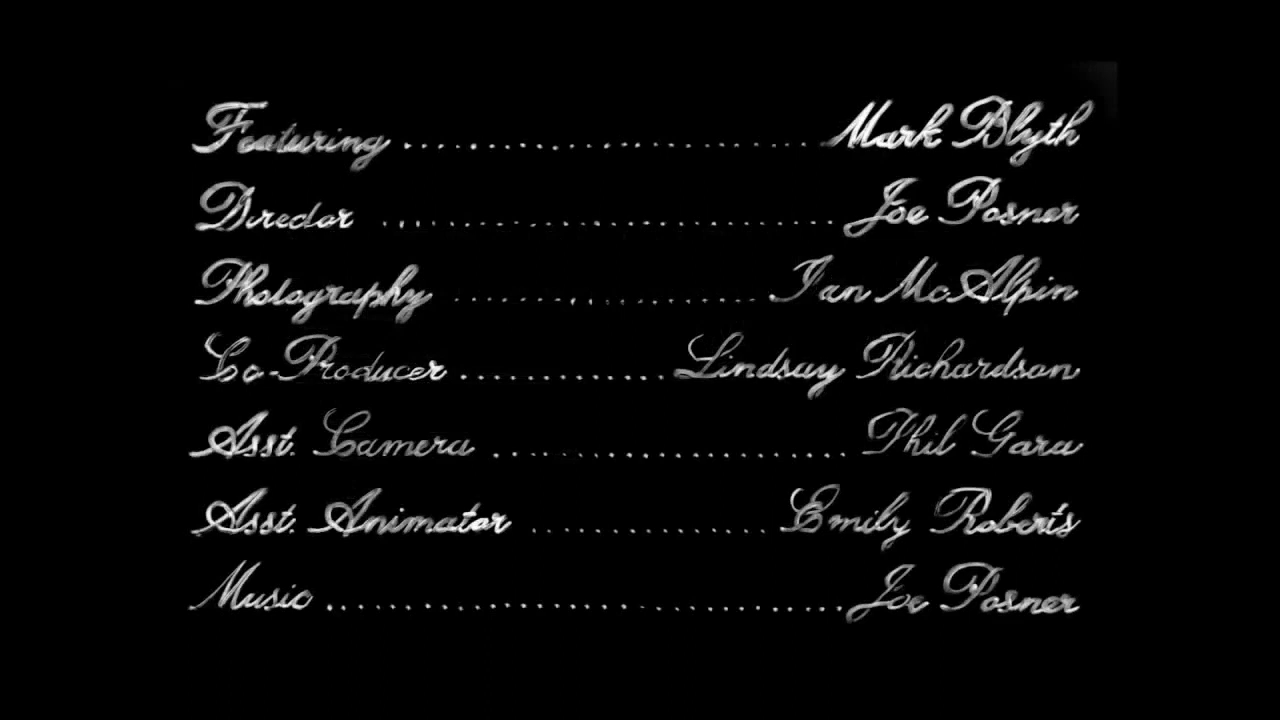 Featuring .............................. Mark Blyth
Director .............................. Joe Posner
Photography .............................. Ian McAlpin
Co-Producer .............................. Lindsay Richardson
Asst. Camera .............................. Phil Gara
Asst. Animator .............................. Emily Roberts
Music .............................. Joe Posner